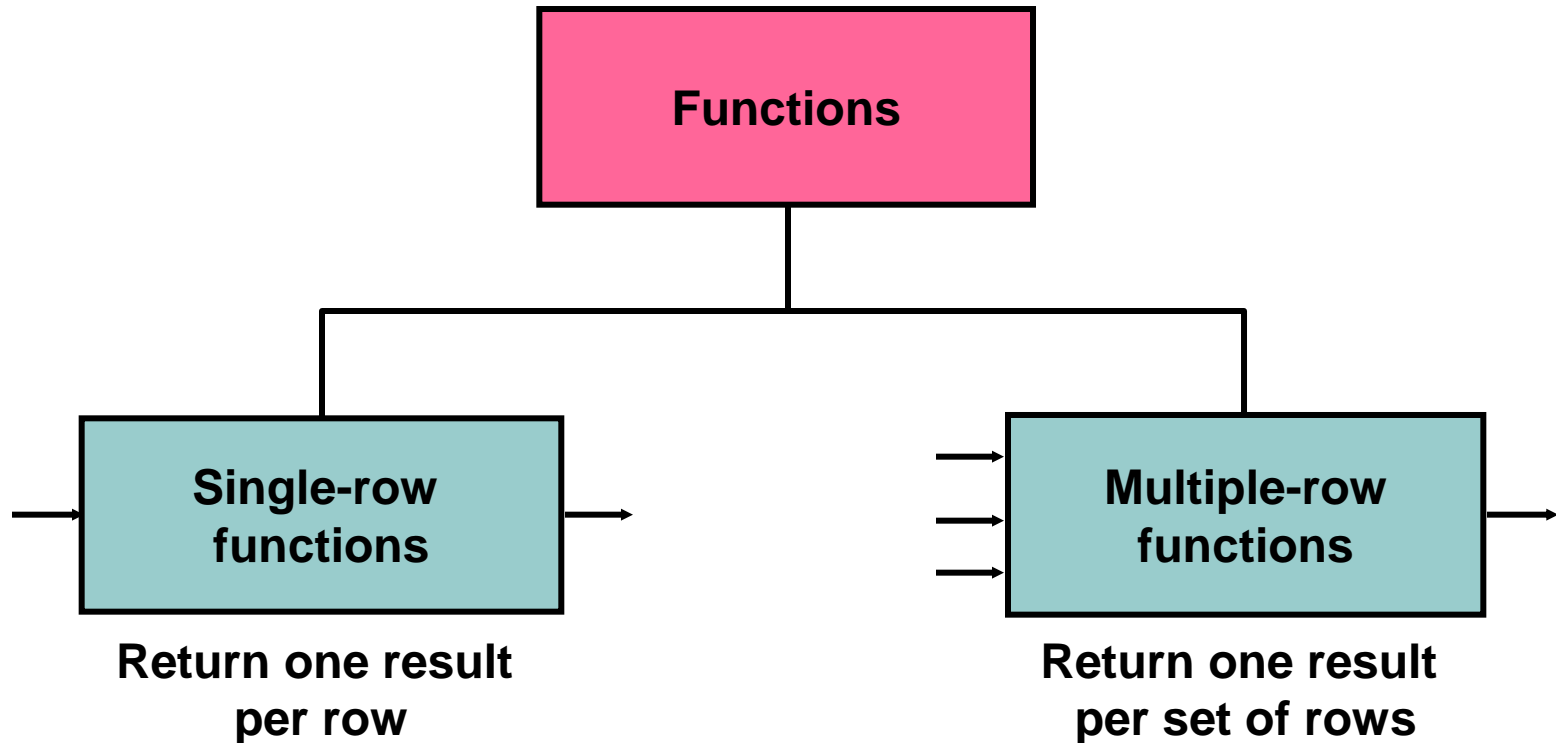 Functions
Single-row
functions
Return one result
per row
Multiple-row
functions
Return one result
per set of rows